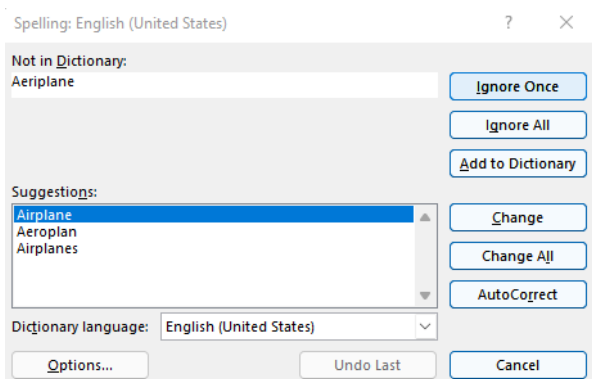 Spelling: English (United States)
?
Not in Dictionary:
Aeriplane
Ignore Once
Ignore All
Add to Dictionary
Suggestions:
Airplane
Aeroplan
Airplanes
Change
Change All
AutoCorrect
Dictionary language: English (United States)
Options... Undo Last Cancel